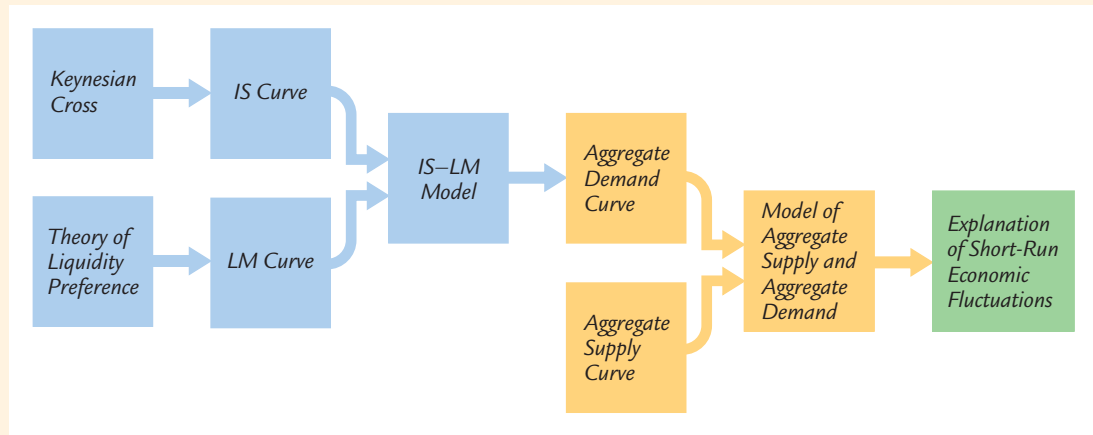 Keynesian
Cross
IS Curve
Theory of
Liquidity
Preference
LM Curve
IS–LM
Model
Aggregate
Demand
Curve
Aggregate
Supply
Curve
Model of
Aggregate
Supply and
Aggregate
Demand
Explanation
of Short-Run
Economic
Fluctuations